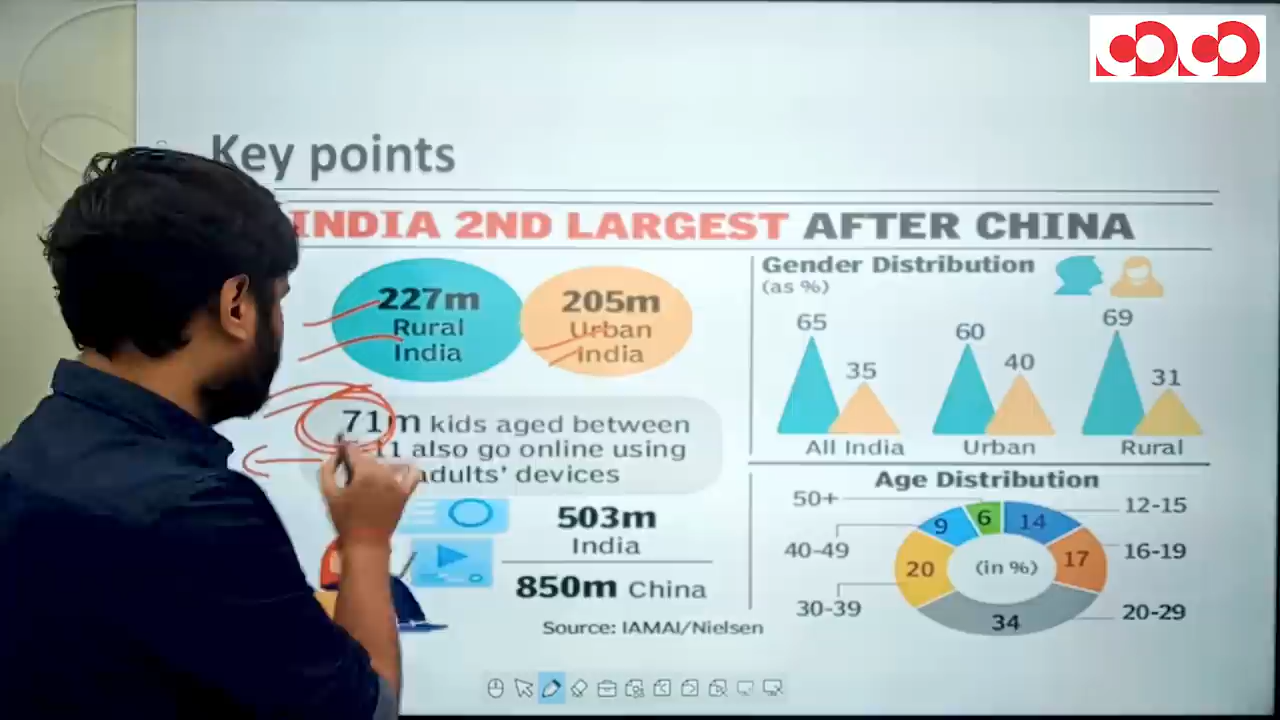 Key points
INDIA 2ND LARGEST AFTER CHINA
227m
Rural
India
205m
Urban
India
71m kids aged between
11 also go online using
adults' devices
503m
India
850m China
Source: IAMAI/Nielsen
Gender Distribution
(as %)
65
35
All India
60
40
Urban
69
31
Rural
Age Distribution
50+
12-15
40-49
16-19
30-39
20-29
9
6
14
20
(in %)
17
34